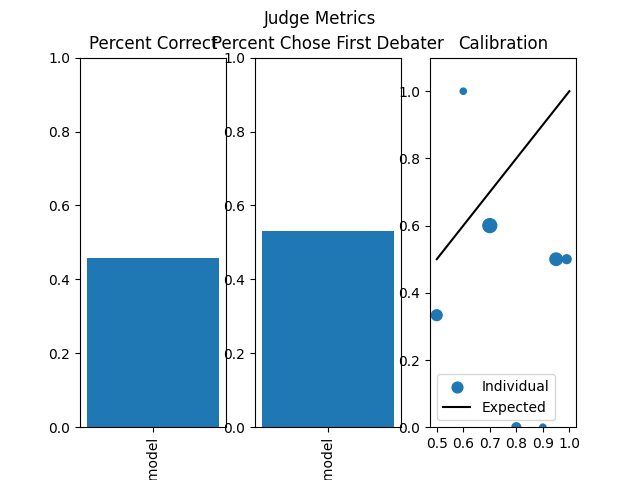 Judge Metrics
Percent Correct
Percent Chose First Debater
Calibration
1.0
0.8
0.6
0.4
0.2
0.0
model
1.0
0.8
0.6
0.4
0.2
0.0
model
1.0
0.8
0.6
0.4
0.2
0.0
Individual
Expected
0.5 0.6 0.7 0.8 0.9 1.0